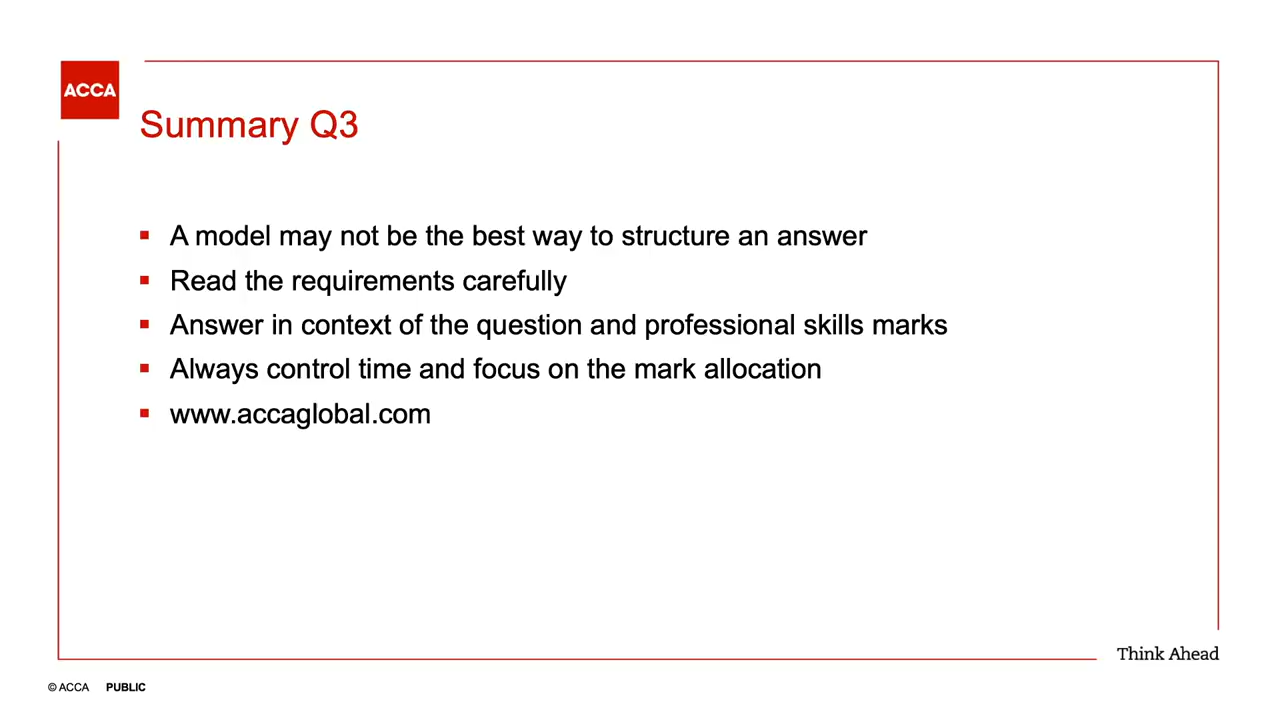 ACCA
Summary Q3
A model may not be the best way to structure an answer
Read the requirements carefully
Answer in context of the question and professional skills marks
Always control time and focus on the mark allocation
www.accaglobal.com
Think Ahead
© ACCA PUBLIC